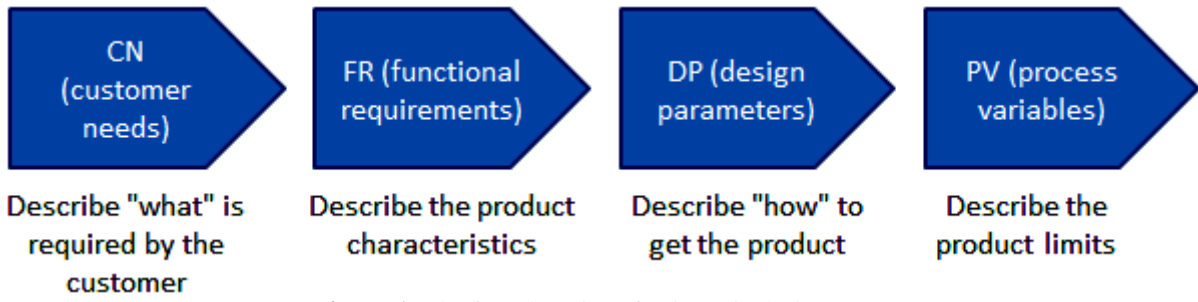 CN
(customer
needs)
FR (functional
requirements)
DP (design
parameters)
PV (process
variables)
Describe "what" is
required by the
customer
Describe the product
characteristics
Describe "how" to
get the product
Describe the
product limits